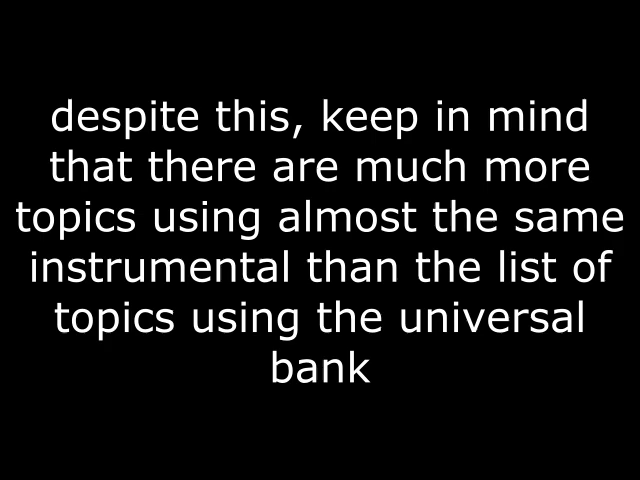 despite this, keep in mind
that there are much more
topics using almost the same
instrumental than the list of
topics using the universal
bank